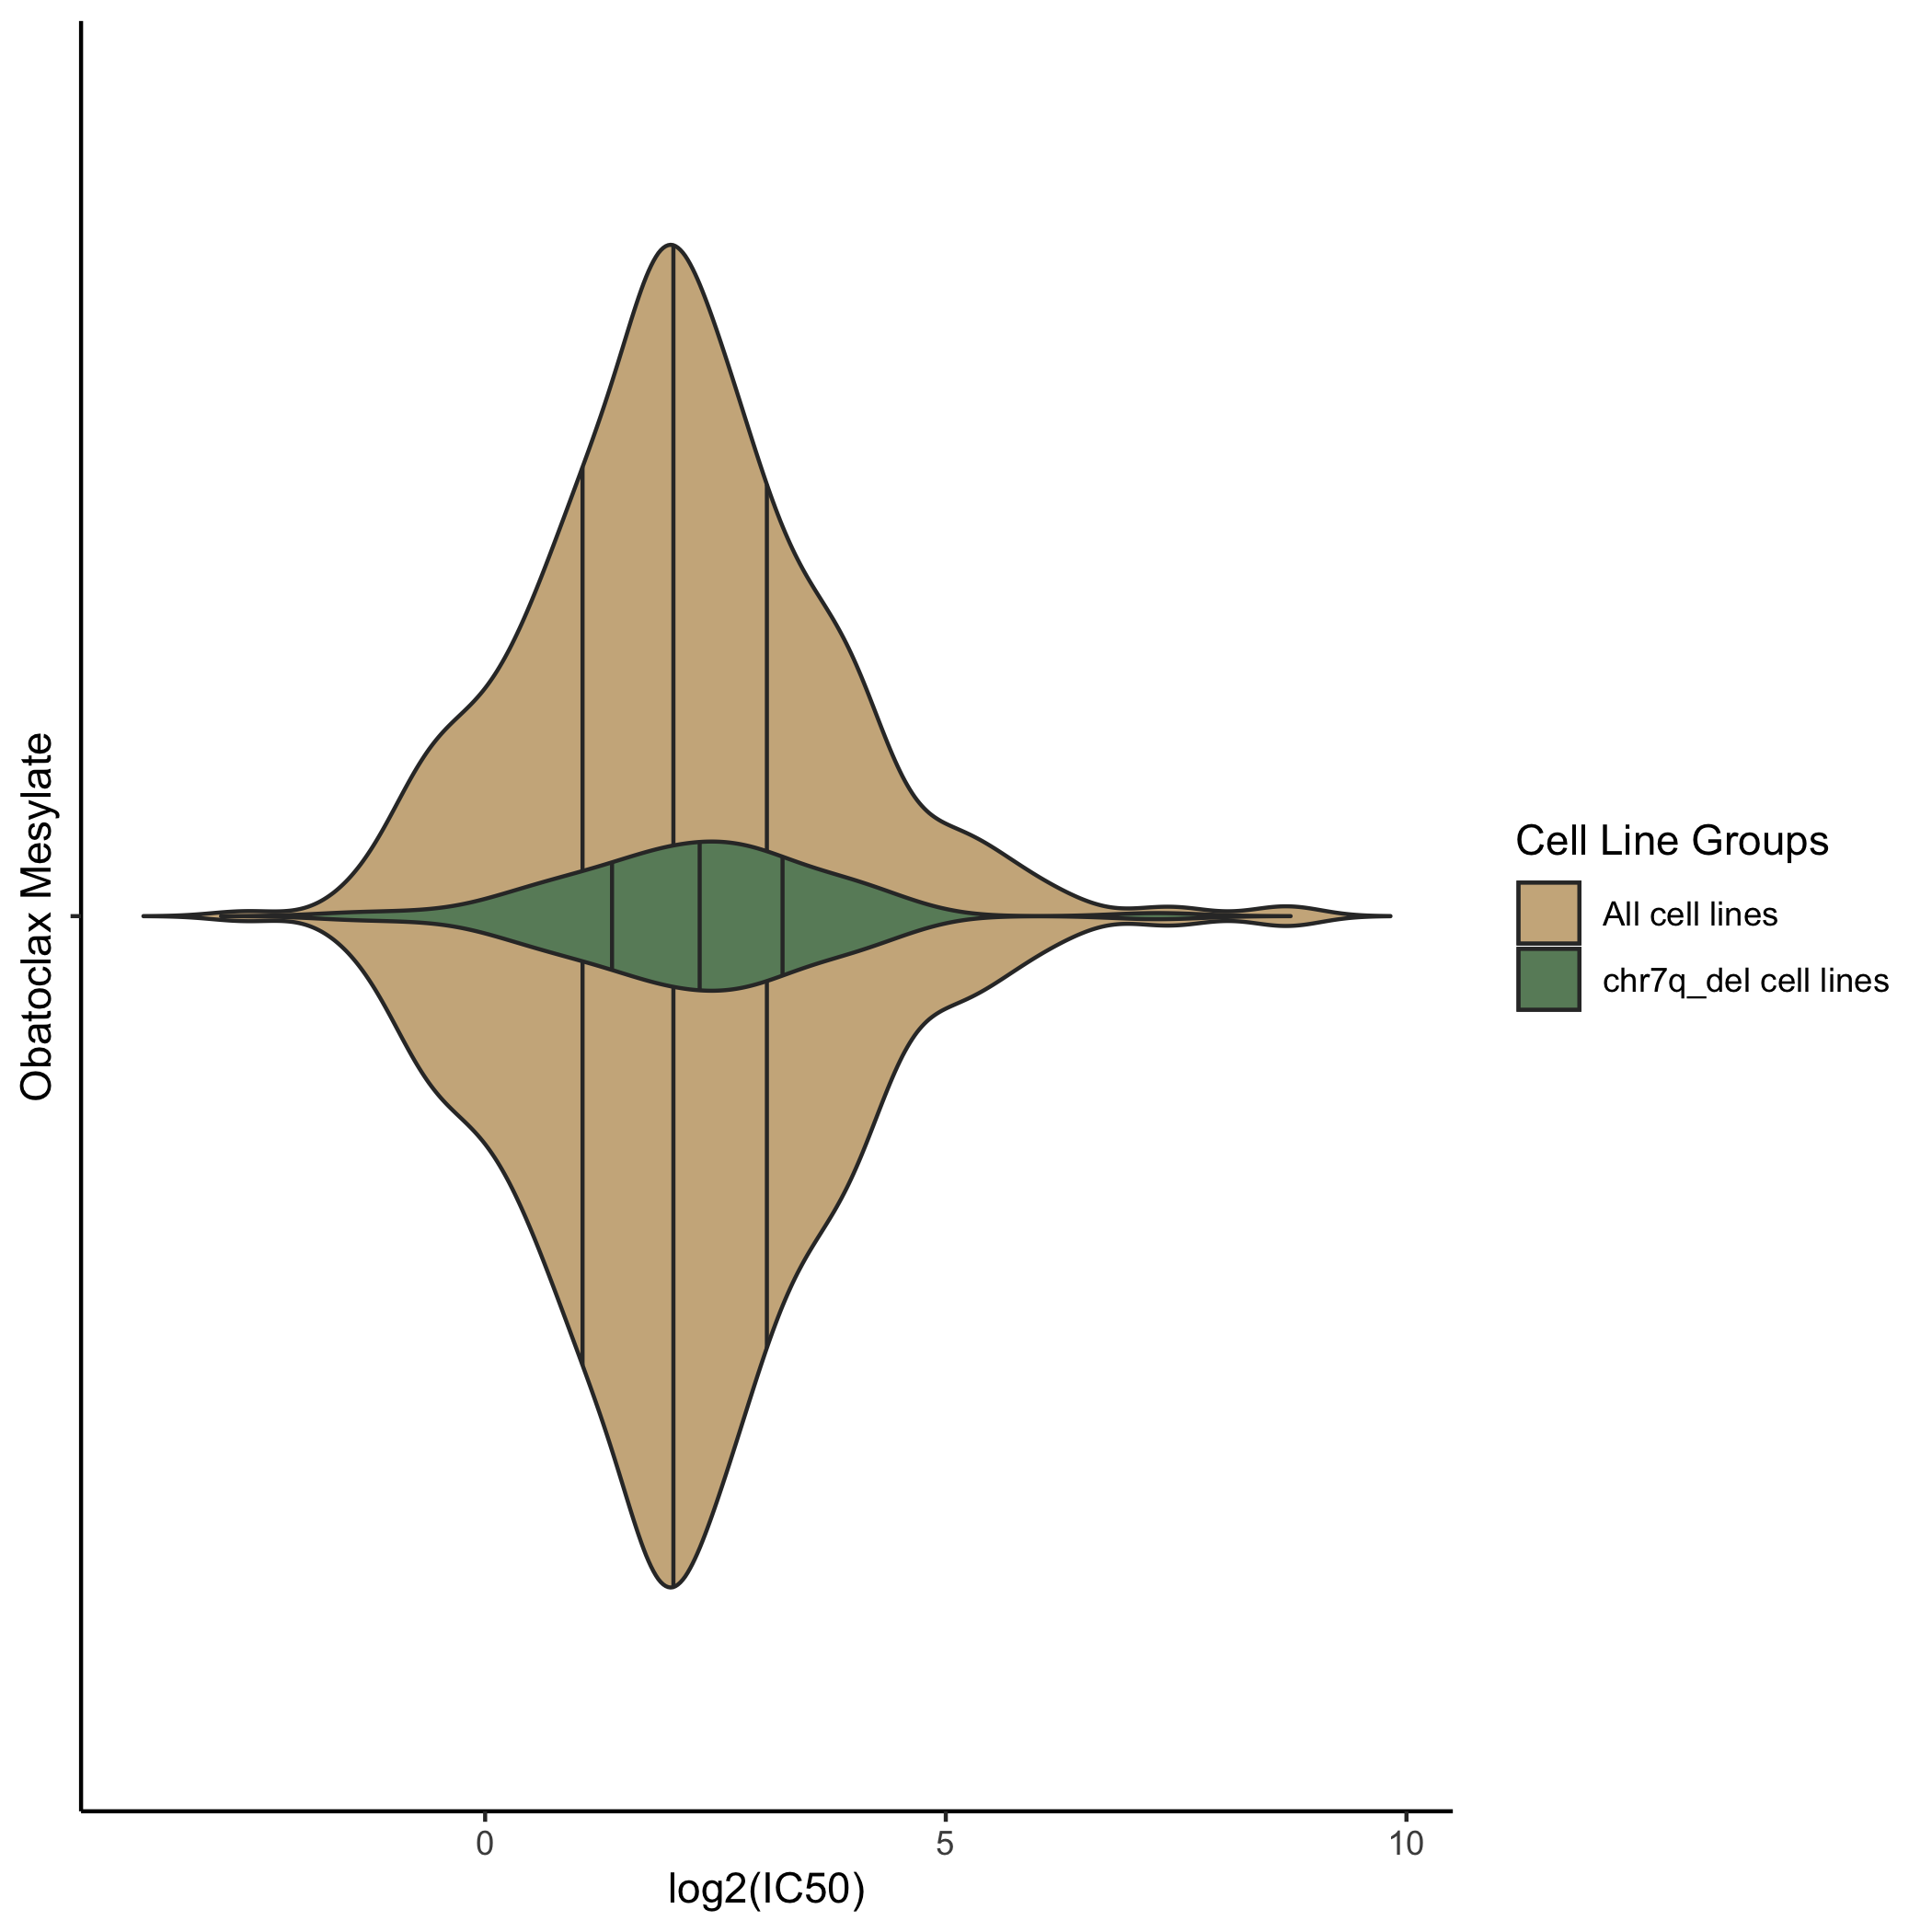 Obatoclax Mesylate
0
5
10
log2(IC50)
Cell Line Groups
All cell lines
chr7q_del cell lines